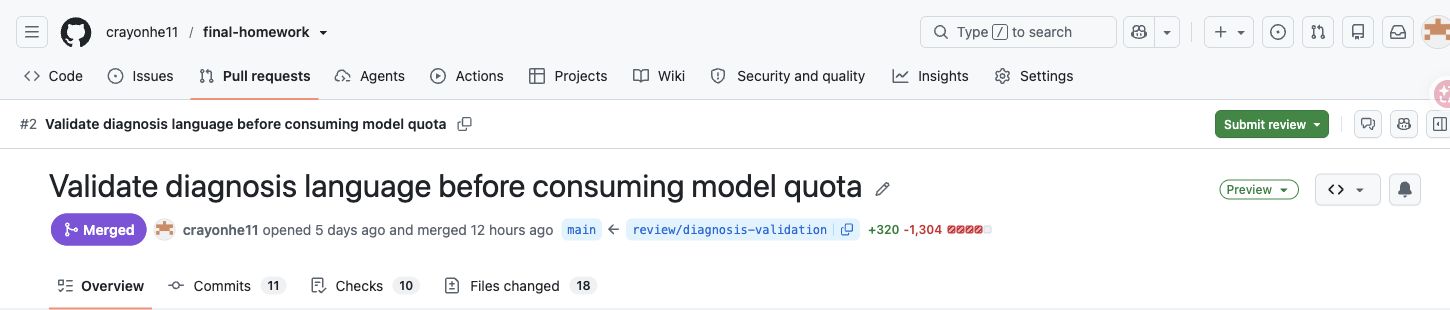 crayonhe11 / final-homework
Type / to search
Code Issues Pull requests Agents Actions Projects Wiki Security and quality Insights Settings
#2 Validate diagnosis language before consuming model quota
Submit review
Validate diagnosis language before consuming model quota
Preview
Merged crayonhe11 opened 5 days ago and merged 12 hours ago main ← review/diagnosis-validation +320 -1,304
Overview Commits 11 Checks 10 Files changed 18